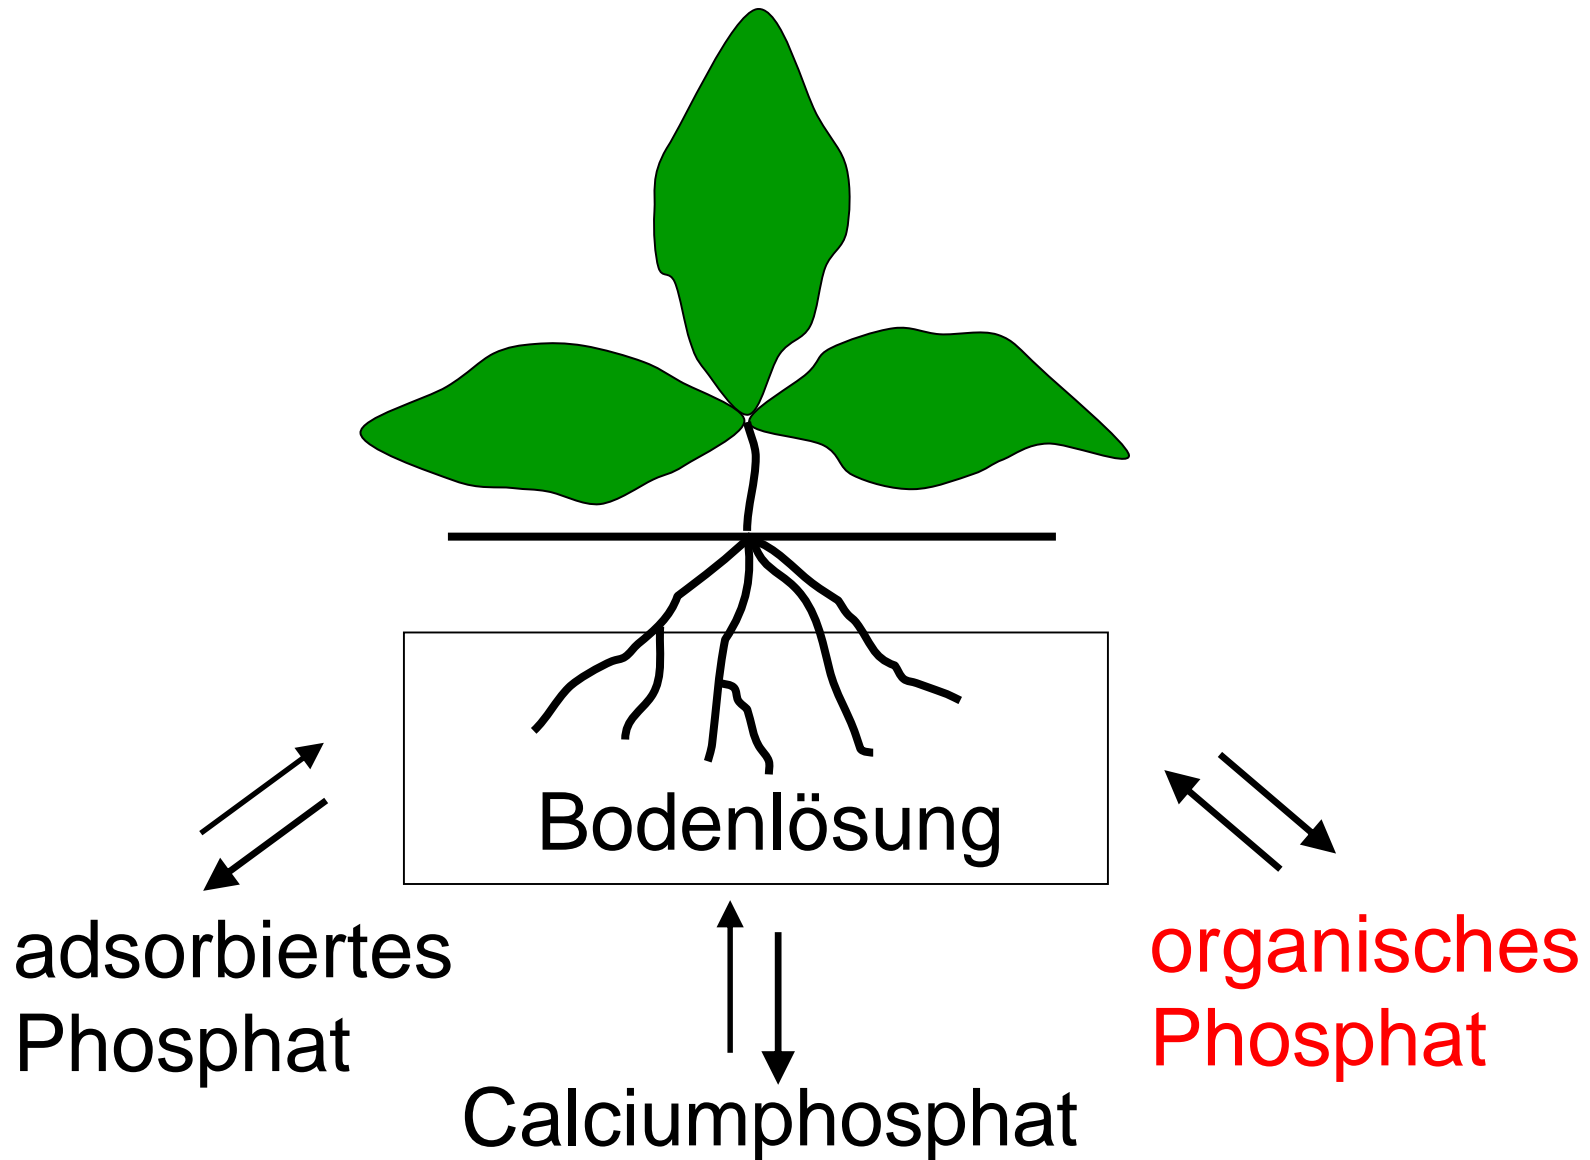 Bodenlösung
adsorbiertes
Phosphat
organisches
Phosphat
Calciumphosphat